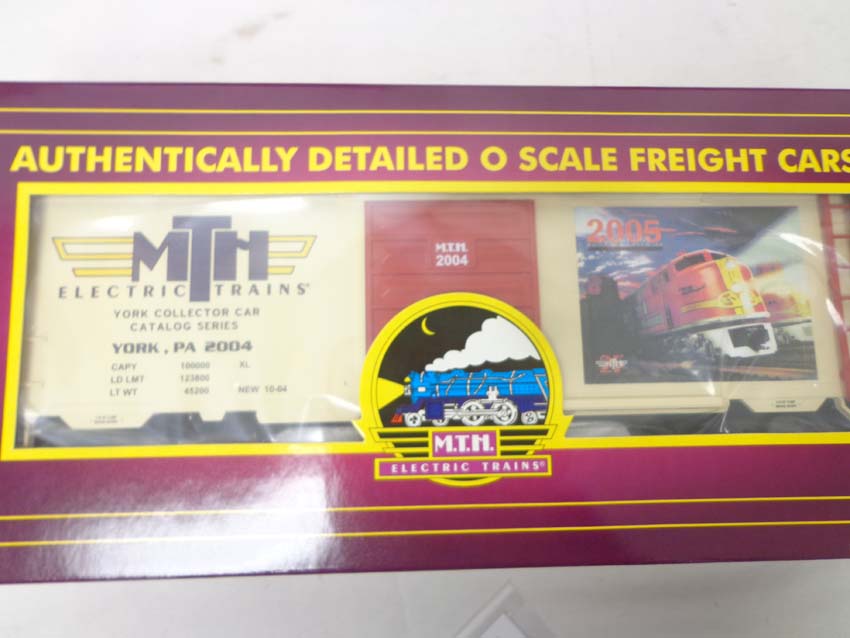 AUTHENTICALLY DETAILED O SCALE FREIGHT CARS
MTH
ELECTRIC TRAINS®
YORK COLLECTOR CAR
CATALOG SERIES
YORK, PA 2004
CAPY 100000 XL
LD LMT 123800
LT WT 45200 NEW 10-04
M.T.H.
2004
2005
M.T.H.
ELECTRIC TRAINS®